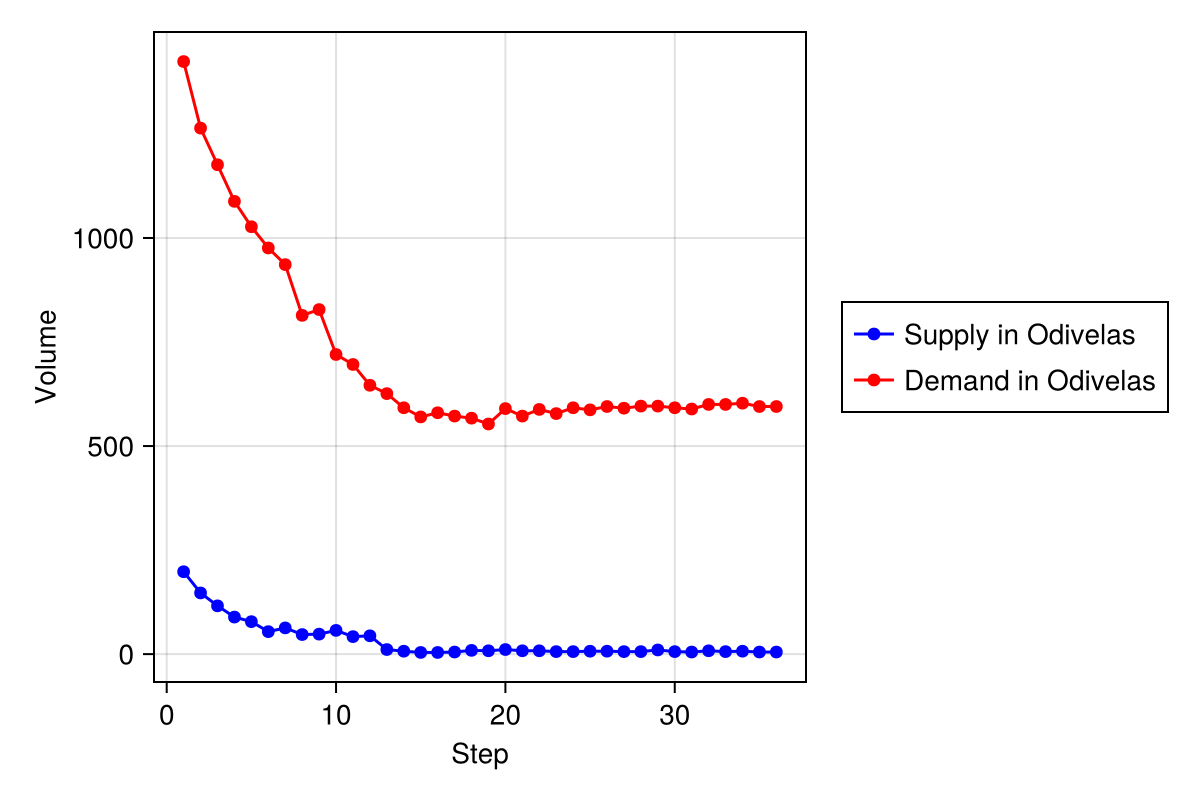 1000
500
0
0 10 20 30
Volume
Step
Supply in Odivelas
Demand in Odivelas